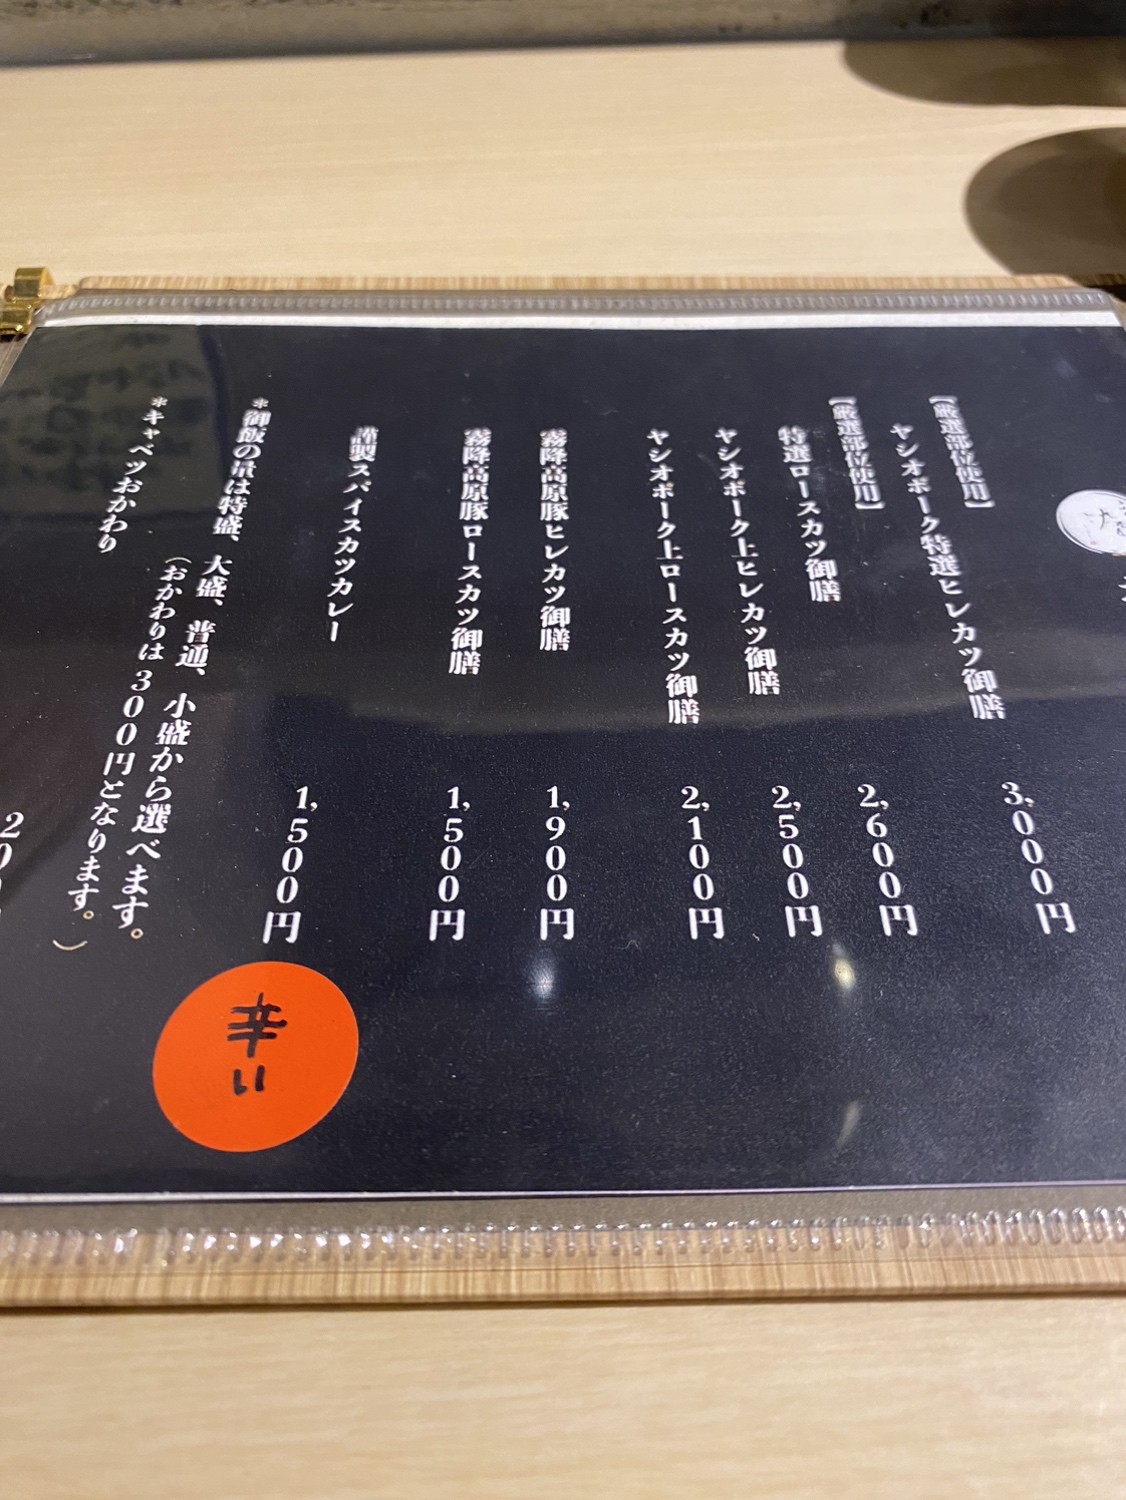 【厳選部位使用】
ヤシオポーク特選ヒレカツ御膳 3,000円
【厳選部位使用】
特選ロースカツ御膳 2,600円
ヤシオポーク上ヒレカツ御膳 2,500円
ヤシオポーク上ロースカツ御膳 2,100円
霧降高原豚ヒレカツ御膳 1,900円
霧降高原豚ロースカツ御膳 1,500円
謹製スパイスカツカレー 1,500円
*御飯の量は特盛、大盛、普通、小盛から選べます。
(おかわりは300円となります。)
*キャベツおかわり